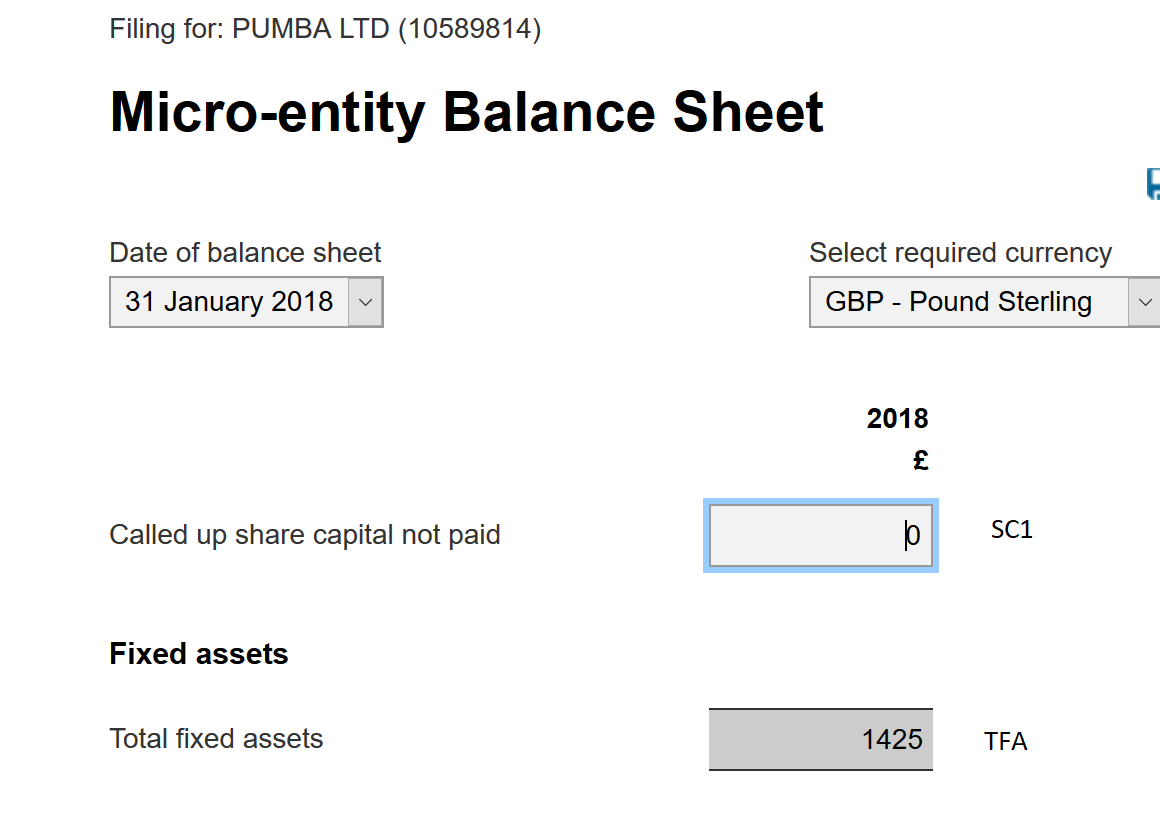 Filing for: PUMBA LTD (10589814)
Micro-entity Balance Sheet
Date of balance sheet Select required currency
31 January 2018 GBP - Pound Sterling
2018
£
Called up share capital not paid 0 SC1
Fixed assets
Total fixed assets 1425 TFA